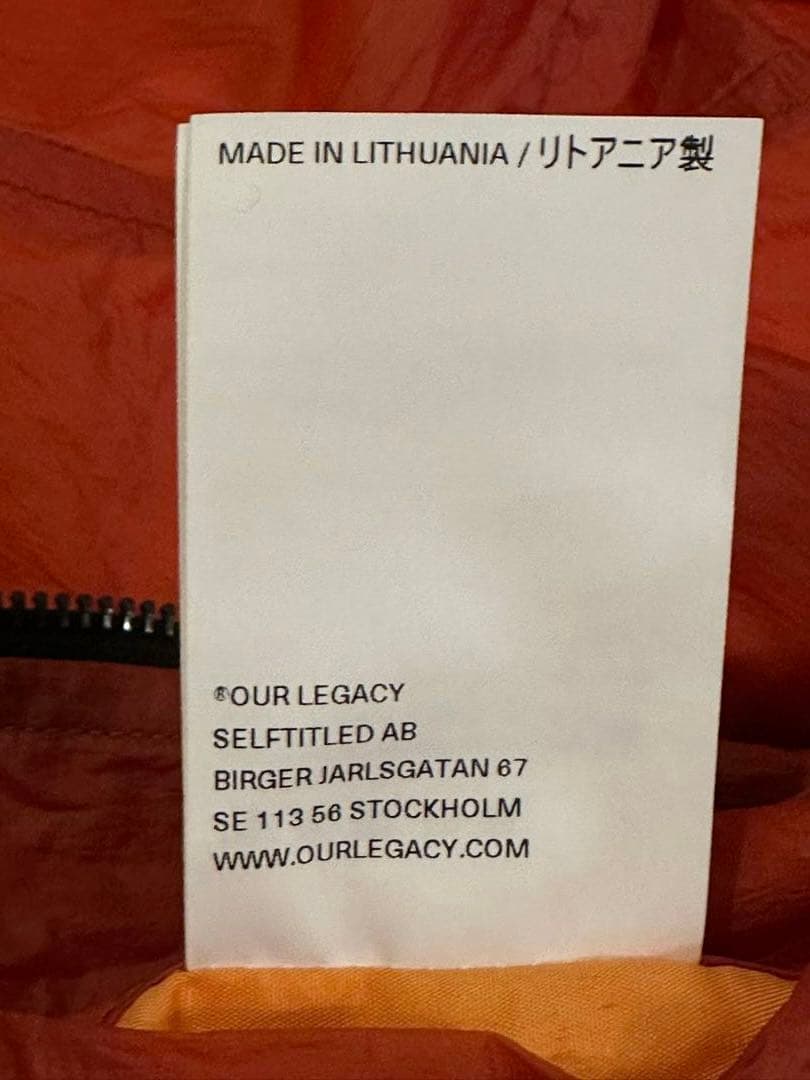 MADE IN LITHUANIA / リトアニア製
®OUR LEGACY
SELFTITLED AB
BIRGER JARLSGATAN 67
SE 113 56 STOCKHOLM
WWW.OURLEGACY.COM